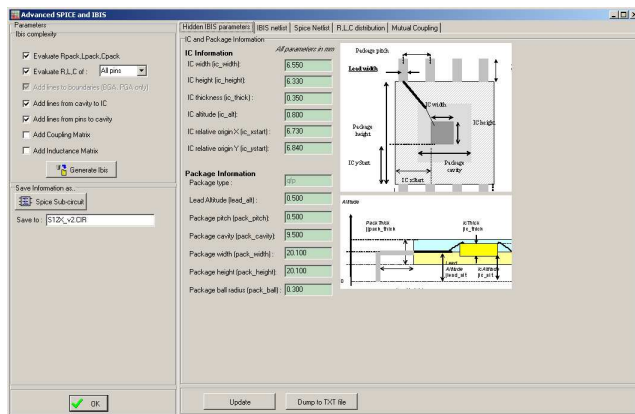 Advanced SPICE and IBIS
Parameters
Ibis complexity
Evaluate Rpack,Lpack,Cpack
Evaluate R,L,C of : All pins
Add lines to boundaries (BGA, PGA only)
Add lines from cavity to IC
Add lines from pins to cavity
Add Coupling Matrix
Add Inductance Matrix
Generate Ibis
Save Information as..
Spice Sub-circuit
Save to : S12X_v2.CIR
OK
Hidden IBIS parameters IBIS netlist Spice Netlist R,L,C distribution Mutual Coupling
IC and Package Information
IC Information All parameters in mm
IC width (ic_width): 6.550
IC height (ic_height): 6.330
IC thickness (ic_thick) : 0.350
IC altitude (ic_alt): 0.800
IC relative origin X (ic_xstart): 6.730
IC relative origin Y (ic_ystart): 6.840
Package Information
Package type : qfp
Lead Altitude (lead_alt) : 0.500
Package pitch (pack_pitch): 0.500
Package cavity (pack_cavity): 9.500
Package width (pack_width) : 20.100
Package height (pack_height): 20.100
Package ball radius (pack_ball) : 0.300
Package pitch
Lead width
IC width
IC height
Package height
Package cavity
IC yStart
IC xStart
Altitude
Pack Thick
(pack_thick
icThick
(ic_thick
Lead
Altitude
(lead_alt
icAltitude
(ic_alt
0
Update Dump to TXT file